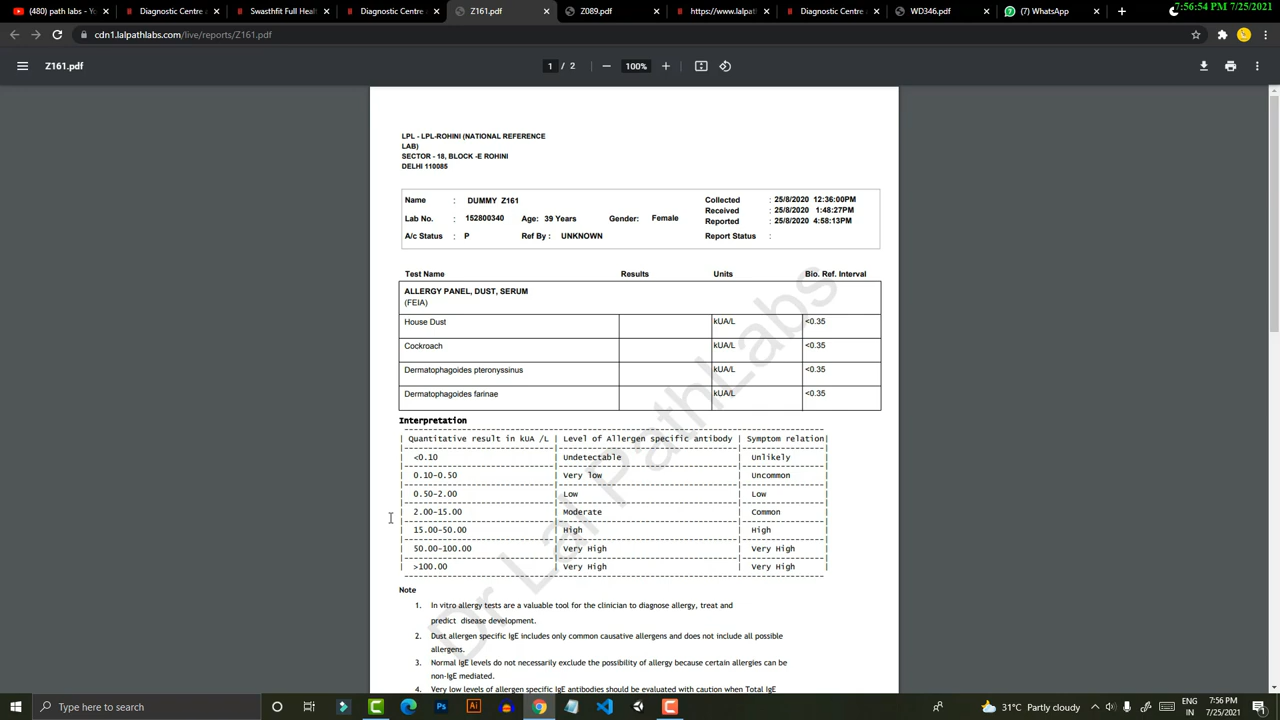 7:56:54 PM 7/25/2021
(480) path labs - Yo
Diagnostic Centre a
Swasthfit Full Health
Diagnostic Centre -
Z161.pdf
Z089.pdf
https://www.lalpathl
Diagnostic Centre -
WD346.pdf
WhatsApp
cdn1.lalpathlabs.com/live/reports/Z161.pdf
Z161.pdf
1 / 2
100%
LPL - LPL-ROHINI (NATIONAL REFERENCE
LAB)
SECTOR - 18, BLOCK -E ROHINI
DELHI 110085
Name : DUMMY Z161 Collected : 25/8/2020 12:36:00PM
Received : 25/8/2020 1:48:27PM
Lab No. : 152800340 Age: 39 Years Gender: Female Reported : 25/8/2020 4:58:13PM
A/c Status : P Ref By : UNKNOWN Report Status :
Test Name Results Units Bio. Ref. Interval
ALLERGY PANEL, DUST, SERUM
(FEIA)
House Dust kUA/L <0.35
Cockroach kUA/L <0.35
Dermatophagoides pteronyssinus kUA/L <0.35
Dermatophagoides farinae kUA/L <0.35
Interpretation
| Quantitative result in kUA /L | Level of Allergen specific antibody | Symptom relation|
| <0.10 | Undetectable | Unlikely |
| 0.10-0.50 | Very low | Uncommon |
| 0.50-2.00 | Low | Low |
| 2.00-15.00 | Moderate | Common |
| 15.00-50.00 | High | High |
| 50.00-100.00 | Very High | Very High |
| >100.00 | Very High | Very High |
Note
1. In vitro allergy tests are a valuable tool for the clinician to diagnose allergy, treat and
predict disease development.
2. Dust allergen specific IgE includes only common causative allergens and does not include all possible
allergens.
3. Normal IgE levels do not necessarily exclude the possibility of allergy because certain allergies can be
non-IgE mediated.
4. Very low levels of allergen specific IgE antibodies should be evaluated with caution when Total IgE
Dr Lal PathLabs
Type here to search
31°C Partly cloudy
ENG
IN
7:56 PM
7/25/2021